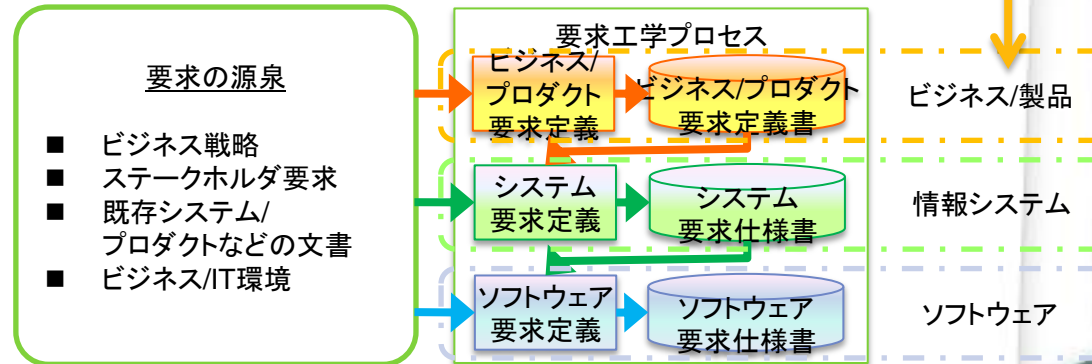 要求の源泉
■ ビジネス戦略
■ ステークホルダ要求
■ 既存システム/
プロダクトなどの文書
■ ビジネス/IT環境
要求工学プロセス
ビジネス/
プロダクト
要求定義
ビジネス/プロダクト
要求定義書
ビジネス/製品
システム
要求定義
システム
要求仕様書
情報システム
ソフトウェア
要求定義
ソフトウェア
要求仕様書
ソフトウェア